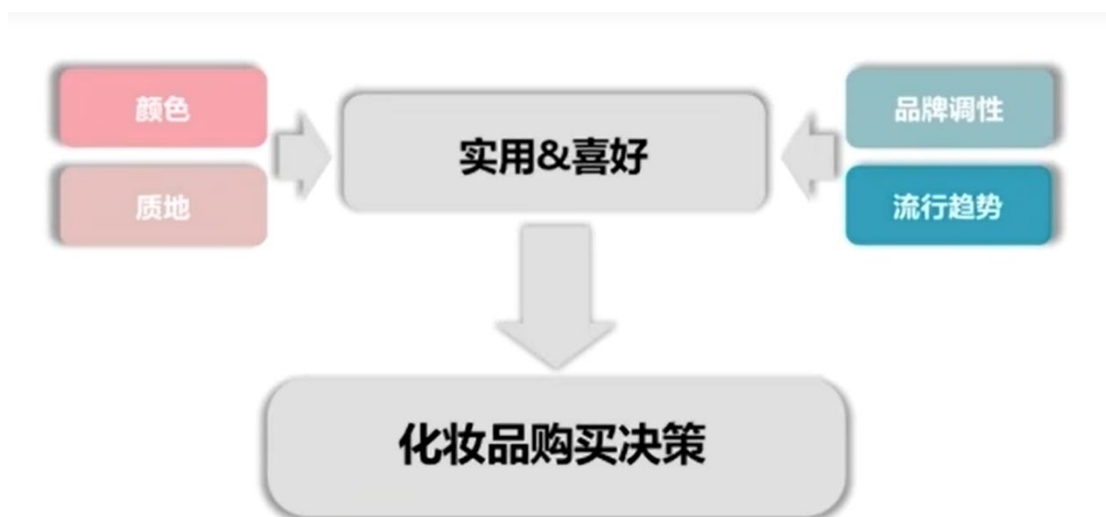 颜色
质地
实用&喜好
品牌调性
流行趋势
化妆品购买决策